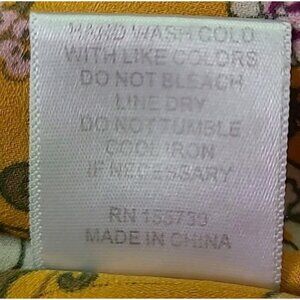 HAND WASH COLD
WITH LIKE COLORS
DO NOT BLEACH
LINE DRY
DO NOT TUMBLE
COOL IRON
IF NECESSARY
RN 155739
MADE IN CHINA